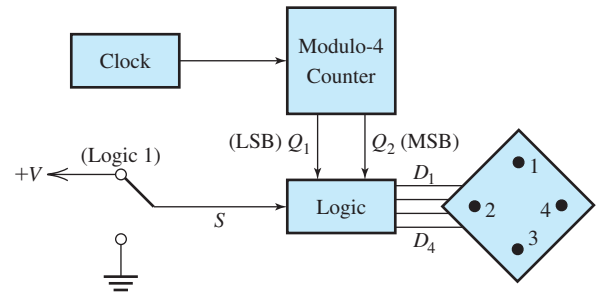 Clock
Modulo-4
Counter
(LSB) Q₁
Q₂ (MSB)
(Logic 1)
+V
S
Logic
D₁
D₄
1
2
4
3